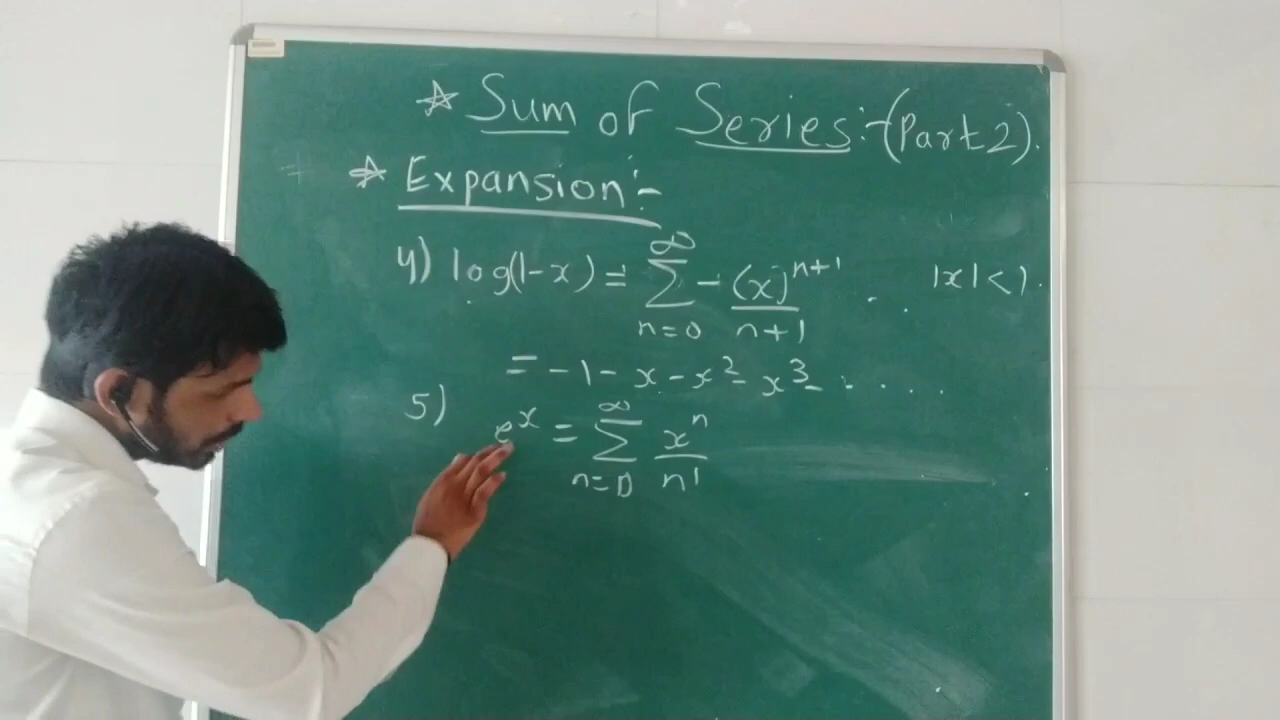 ☆ Sum of Series:-(Part 2).
☆ Expansion:-
4) log(1-x) = ∑_{n=0}^{∞} - (x)^{n+1}/(n+1) . . |x|<1.
= -1 - x - x² - x³ - . . . . .
5) e^x = ∑_{n=0}^{∞} x^n/n!